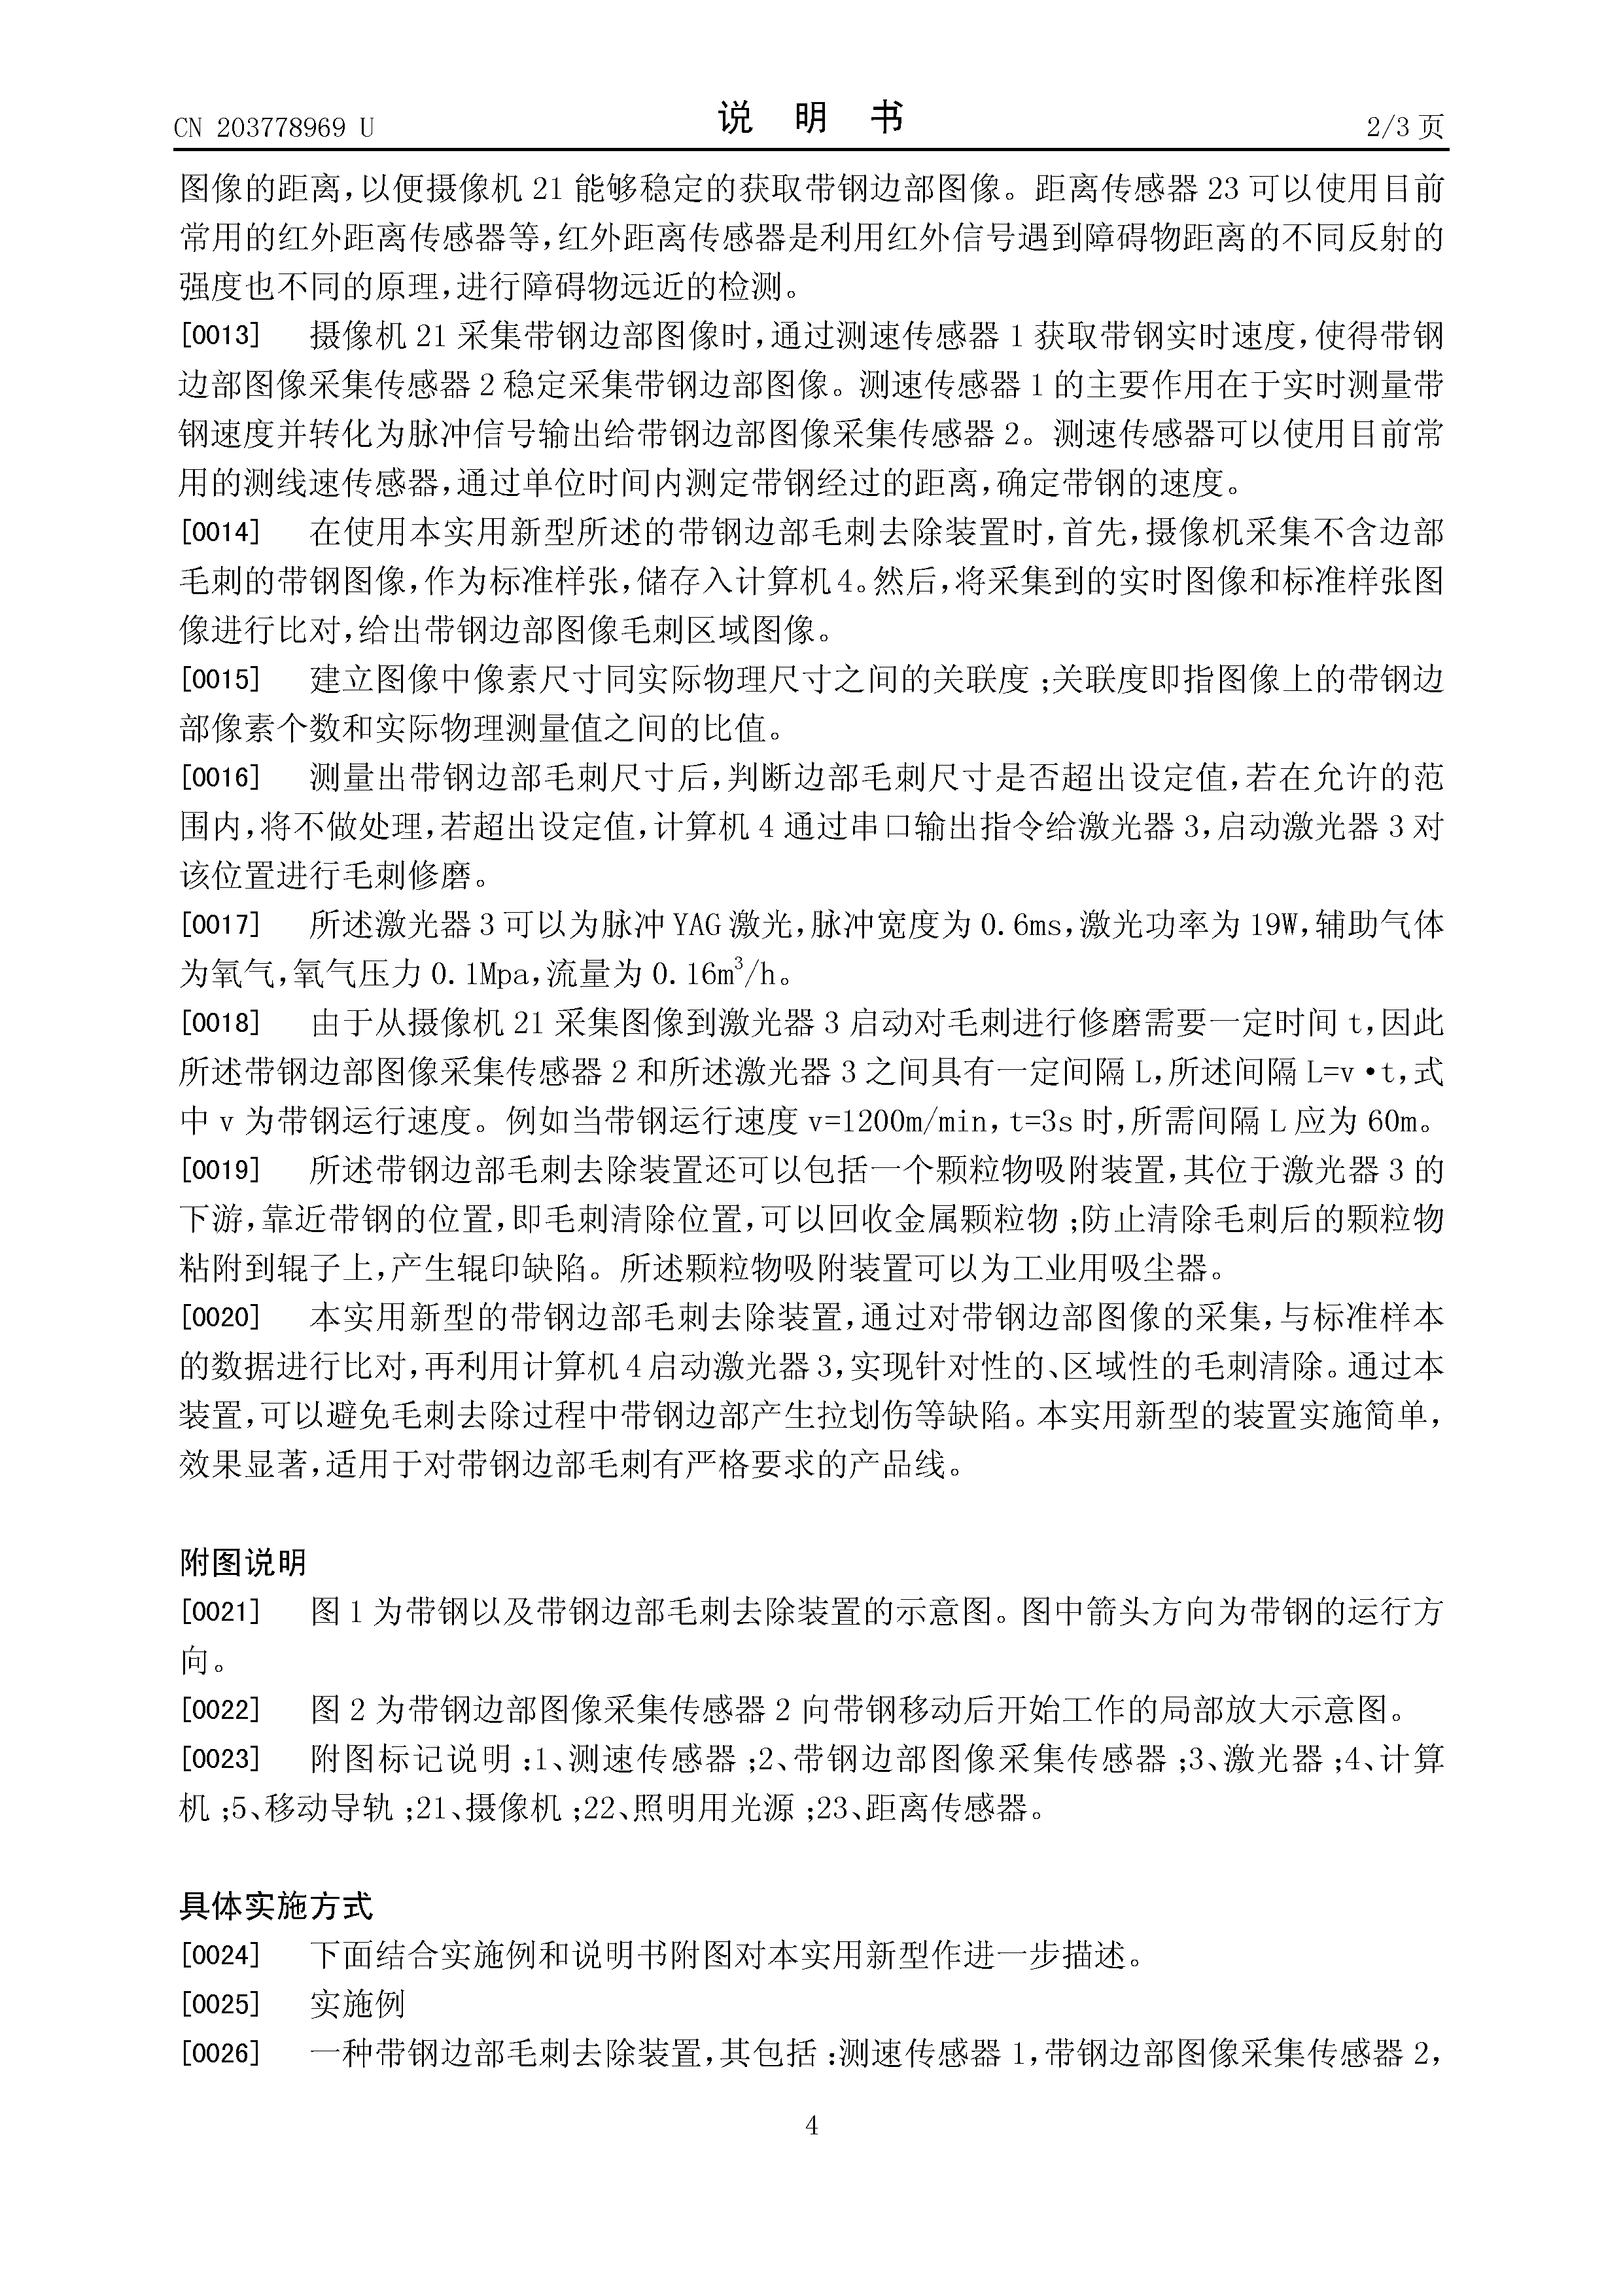 CN 203778969 U
说 明 书
2/3 页
图像的距离,以便摄像机 21 能够稳定的获取带钢边部图像。距离传感器 23 可以使用目前
常用的红外距离传感器等,红外距离传感器是利用红外信号遇到障碍物距离的不同反射的
强度也不同的原理,进行障碍物远近的检测。
[0013] 摄像机 21 采集带钢边部图像时,通过测速传感器 1 获取带钢实时速度,使得带钢
边部图像采集传感器 2 稳定采集带钢边部图像。测速传感器 1 的主要作用在于实时测量带
钢速度并转化为脉冲信号输出给带钢边部图像采集传感器 2。测速传感器可以使用目前常
用的测线速传感器,通过单位时间内测定带钢经过的距离,确定带钢的速度。
[0014] 在使用本实用新型所述的带钢边部毛刺去除装置时,首先,摄像机采集不含边部
毛刺的带钢图像,作为标准样张,储存入计算机 4。然后,将采集到的实时图像和标准样张图
像进行比对,给出带钢边部图像毛刺区域图像。
[0015] 建立图像中像素尺寸同实际物理尺寸之间的关联度;关联度即指图像上的带钢边
部像素个数和实际物理测量值之间的比值。
[0016] 测量出带钢边部毛刺尺寸后,判断边部毛刺尺寸是否超出设定值,若在允许的范
围内,将不做处理,若超出设定值,计算机 4 通过串口输出指令给激光器 3,启动激光器 3 对
该位置进行毛刺修磨。
[0017] 所述激光器 3 可以为脉冲 YAG 激光,脉冲宽度为 0.6ms,激光功率为 19W,辅助气体
为氧气,氧气压力 0.1Mpa,流量为 0.16m³/h。
[0018] 由于从摄像机 21 采集图像到激光器 3 启动对毛刺进行修磨需要一定时间 t,因此
所述带钢边部图像采集传感器 2 和所述激光器 3 之间具有一定间隔 L,所述间隔 L=v•t,式
中 v 为带钢运行速度。例如当带钢运行速度 v=1200m/min, t=3s 时,所需间隔 L 应为 60m。
[0019] 所述带钢边部毛刺去除装置还可以包括一个颗粒物吸附装置,其位于激光器 3 的
下游,靠近带钢的位置,即毛刺清除位置,可以回收金属颗粒物;防止清除毛刺后的颗粒物
粘附到辊子上,产生辊印缺陷。所述颗粒物吸附装置可以为工业用吸尘器。
[0020] 本实用新型的带钢边部毛刺去除装置,通过对带钢边部图像的采集,与标准样本
的数据进行比对,再利用计算机 4 启动激光器 3,实现针对性的、区域性的毛刺清除。通过本
装置,可以避免毛刺去除过程中带钢边部产生拉划伤等缺陷。本实用新型的装置实施简单,
效果显著,适用于对带钢边部毛刺有严格要求的产品线。
附图说明
[0021] 图 1 为带钢以及带钢边部毛刺去除装置的示意图。图中箭头方向为带钢的运行方
向。
[0022] 图 2 为带钢边部图像采集传感器 2 向带钢移动后开始工作的局部放大示意图。
[0023] 附图标记说明:1、测速传感器;2、带钢边部图像采集传感器;3、激光器;4、计算
机;5、移动导轨;21、摄像机;22、照明用光源;23、距离传感器。
具体实施方式
[0024] 下面结合实施例和说明书附图对本实用新型作进一步描述。
[0025] 实施例
[0026] 一种带钢边部毛刺去除装置,其包括:测速传感器 1,带钢边部图像采集传感器 2,
4